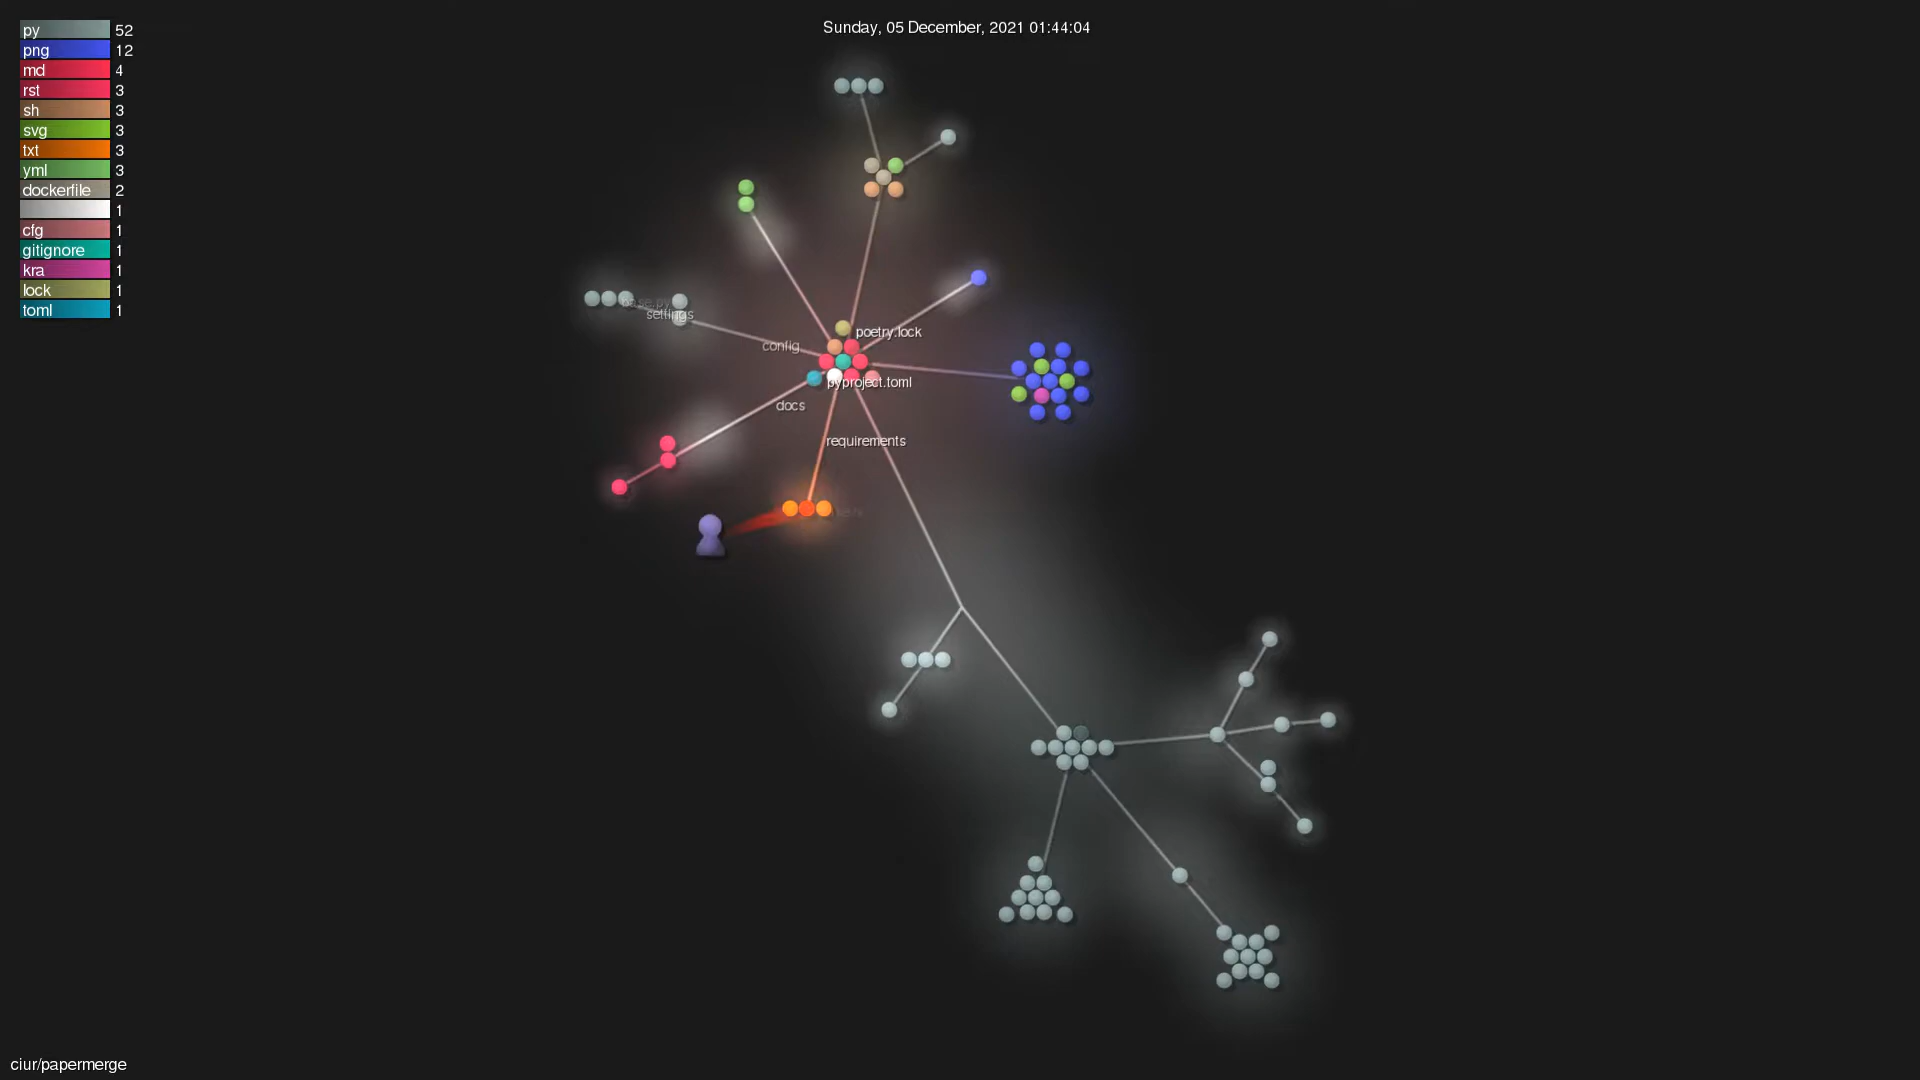 Sunday, 05 December, 2021 01:44:04
py 52
png 12
md 4
rst 3
sh 3
svg 3
txt 3
yml 3
dockerfile 2
1
cfg 1
gitignore 1
kra 1
lock 1
toml 1
base.py
settings
poetry.lock
config
pyproject.toml
docs
requirements
ciur/papermerge